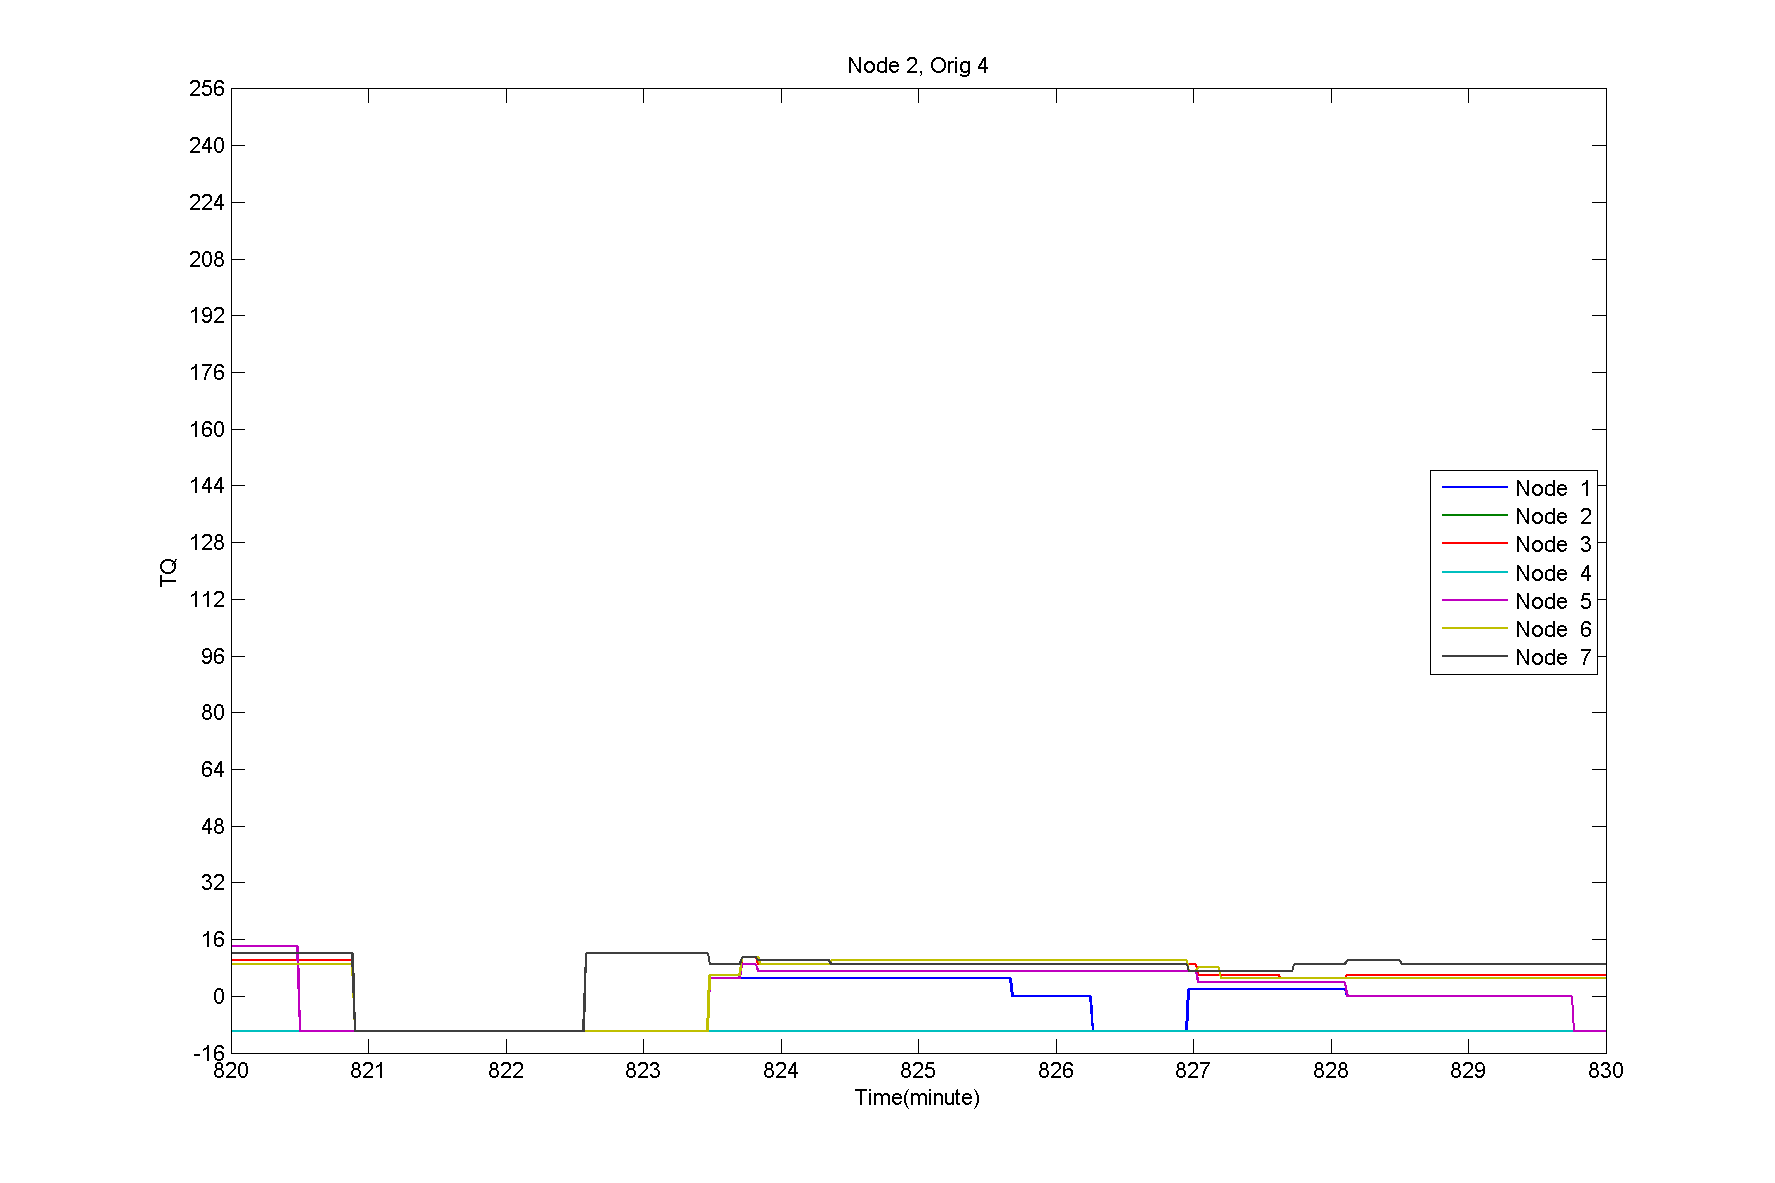 Node 2, Orig 4
256
240
224
208
192
176
160
144
128
112
96
80
64
48
32
16
0
-16
TQ
Node 1
Node 2
Node 3
Node 4
Node 5
Node 6
Node 7
820 821 822 823 824 825 826 827 828 829 830
Time(minute)